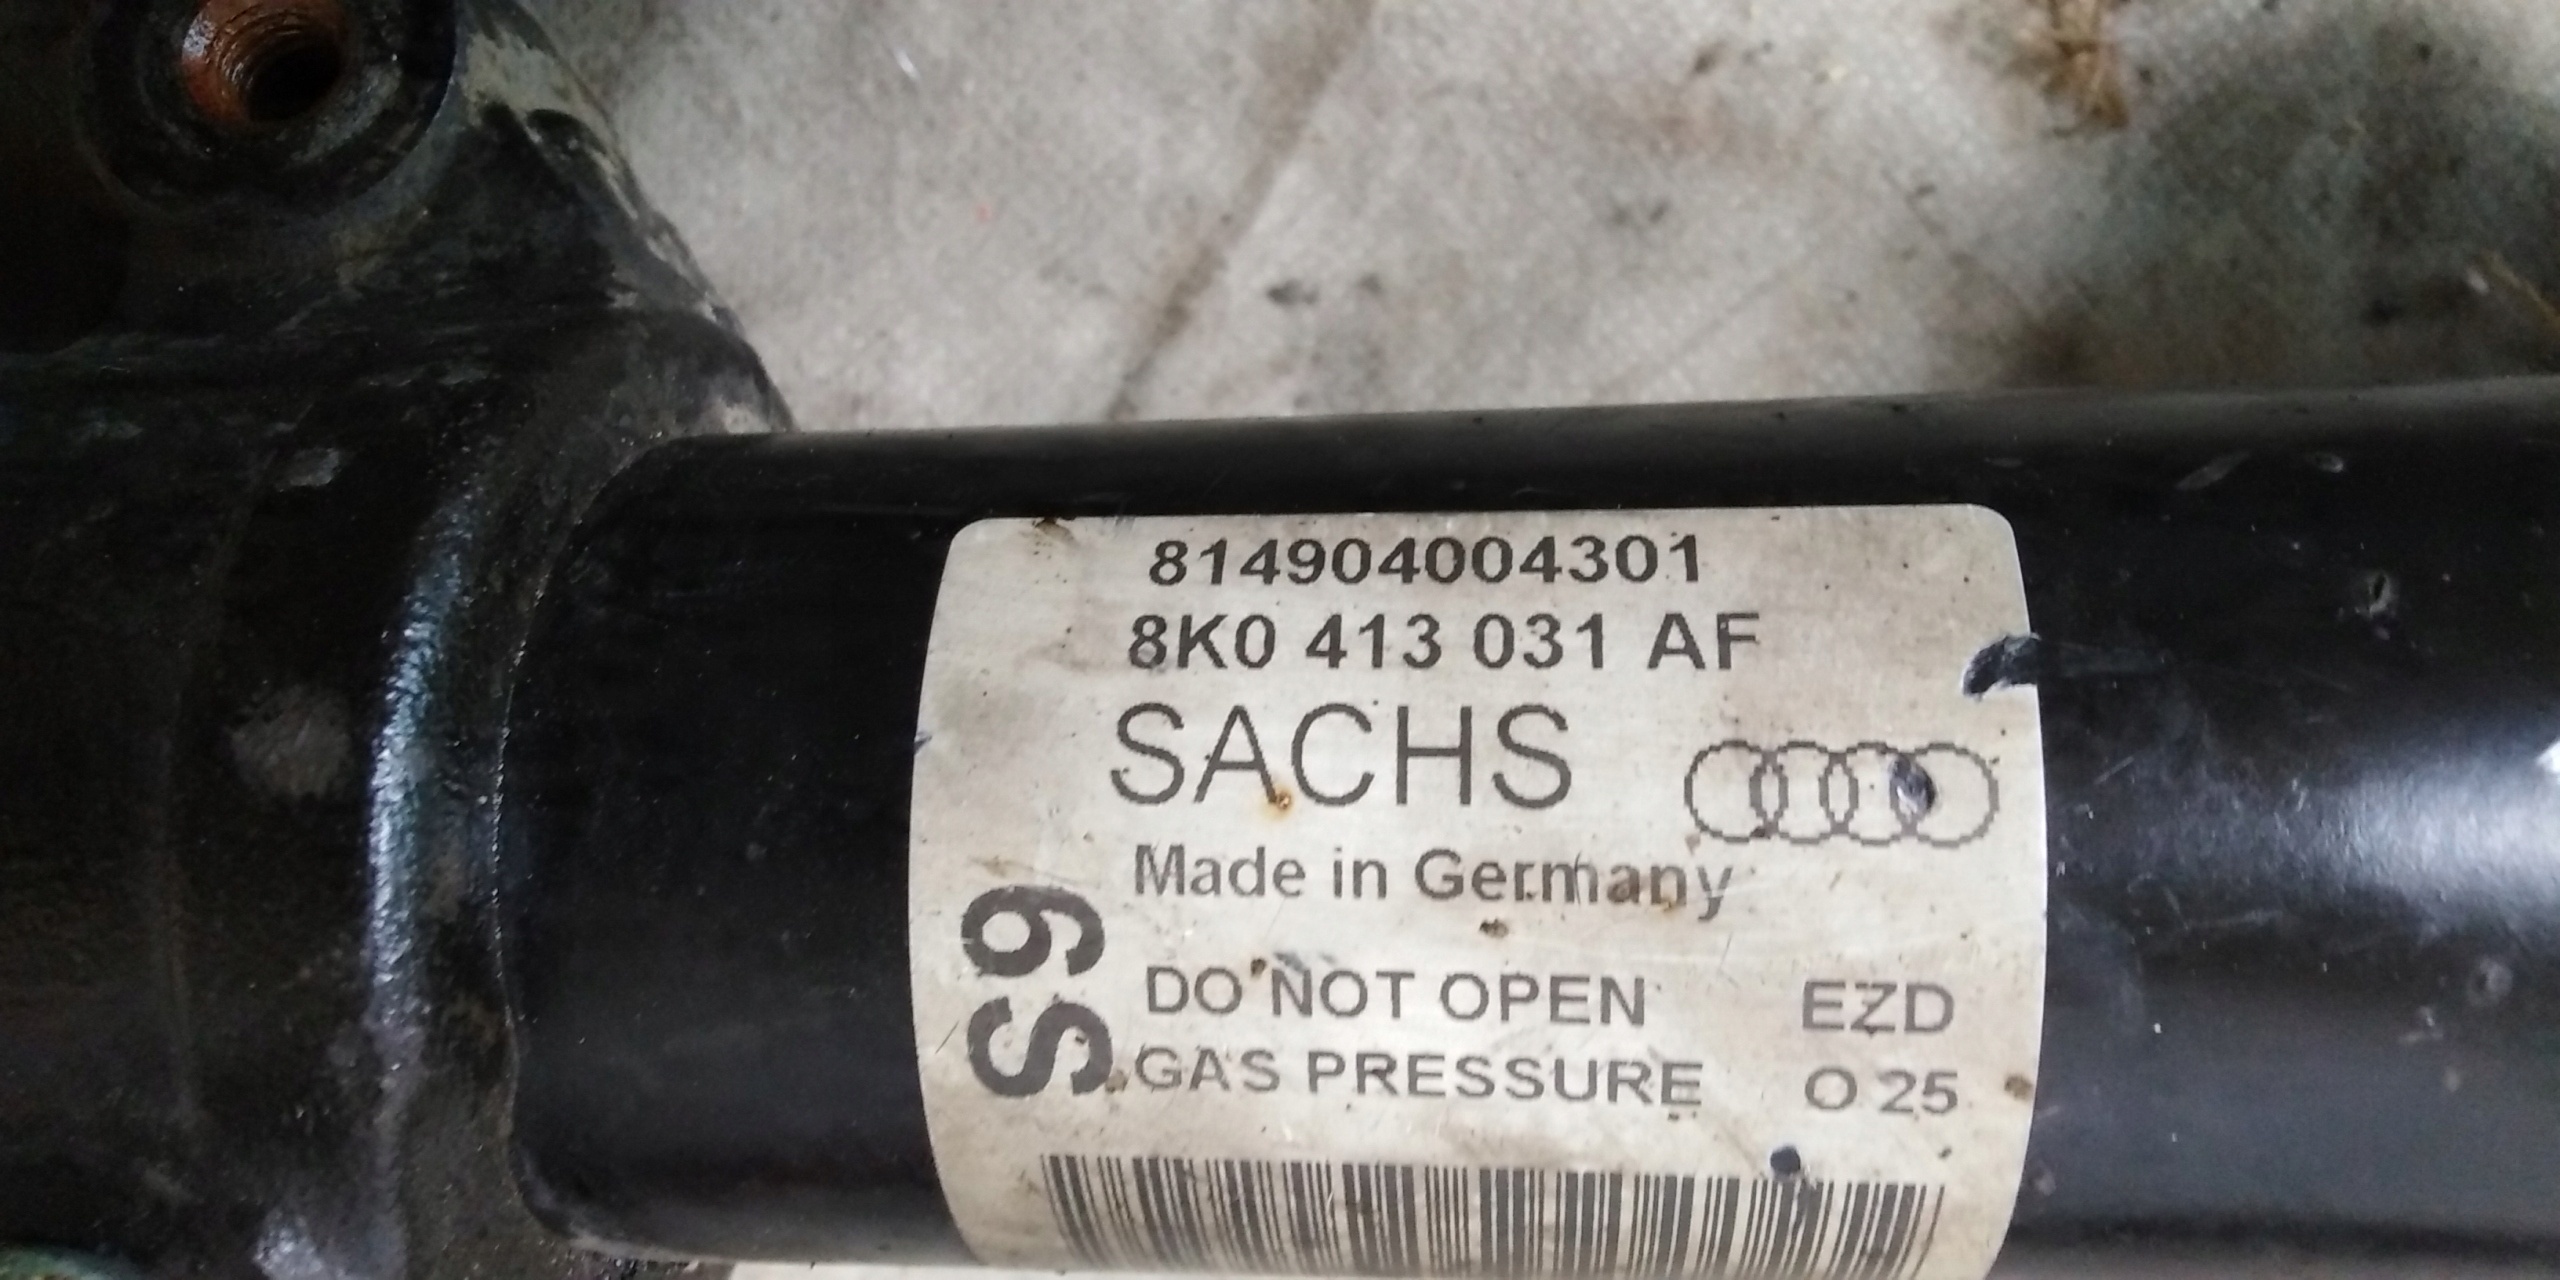 814904004301
8K0 413 031 AF
SACHS
Made in Germany
S9
DO NOT OPEN EZD
GAS PRESSURE O 25